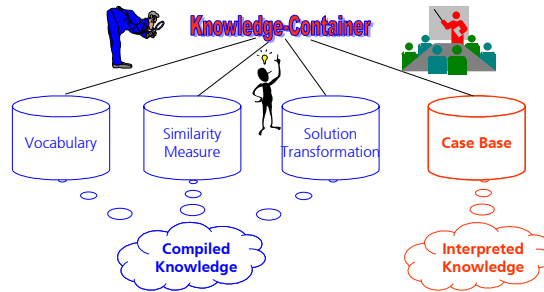 Knowledge-Container
Vocabulary
Similarity
Measure
Solution
Transformation
Case Base
Compiled
Knowledge
Interpreted
Knowledge